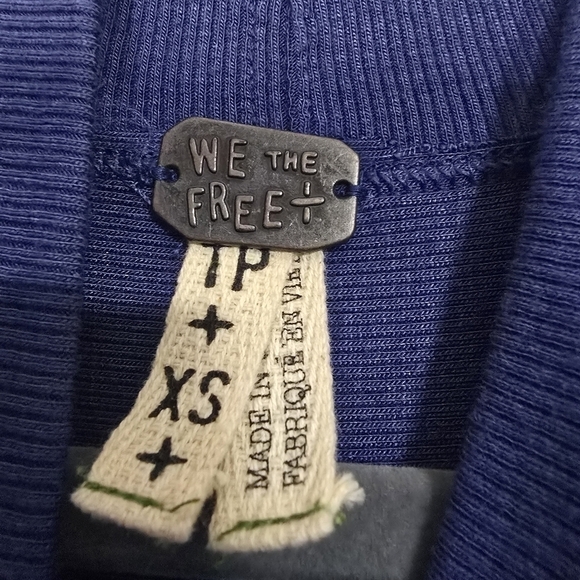 WE THE
FREE
TP
+
XS
+
MADE IN
FABRIQUE EN